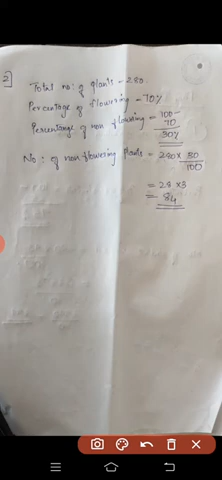 2]
Total no: of plants = 280.
Percentage of flowering = 70%
Percentange of non flowering = 100-
70
30%
No: of non flowering plants = 280 × 30/100
= 28 × 3
= 84